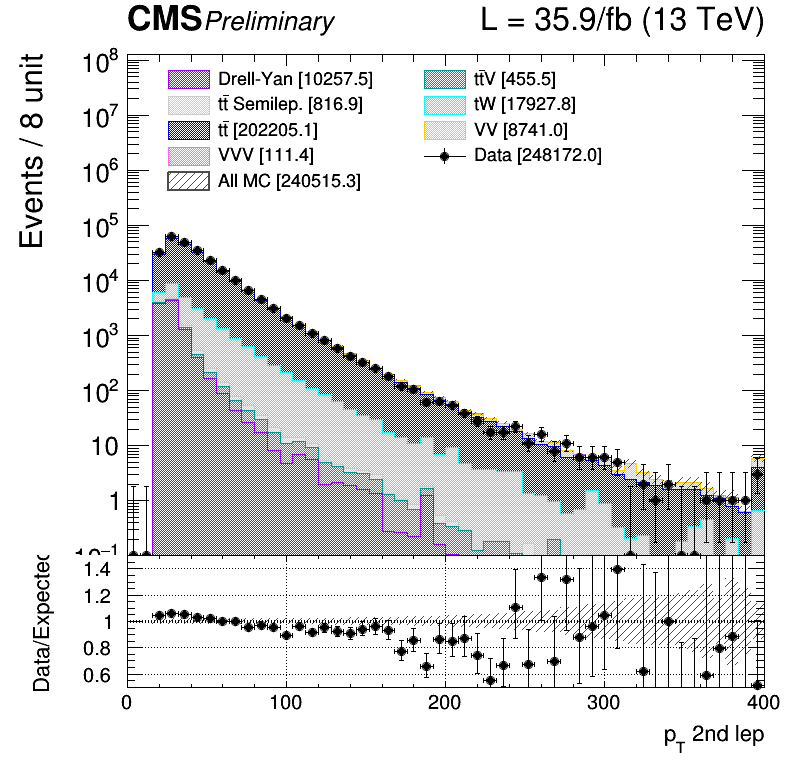 CMS Preliminary L = 35.9/fb (13 TeV)
Events / 8 unit
10⁸
10⁷
10⁶
10⁵
10⁴
10³
10²
10
1
10⁻¹
Drell-Yan [10257.5]
tt̄ Semilep. [816.9]
tt̄ [202205.1]
VVV [111.4]
All MC [240515.3]
tt̄V [455.5]
tW [17927.8]
VV [8741.0]
Data [248172.0]
Data/Expected
1.4
1.2
1
0.8
0.6
0 100 200 300 400
p_T 2nd lep